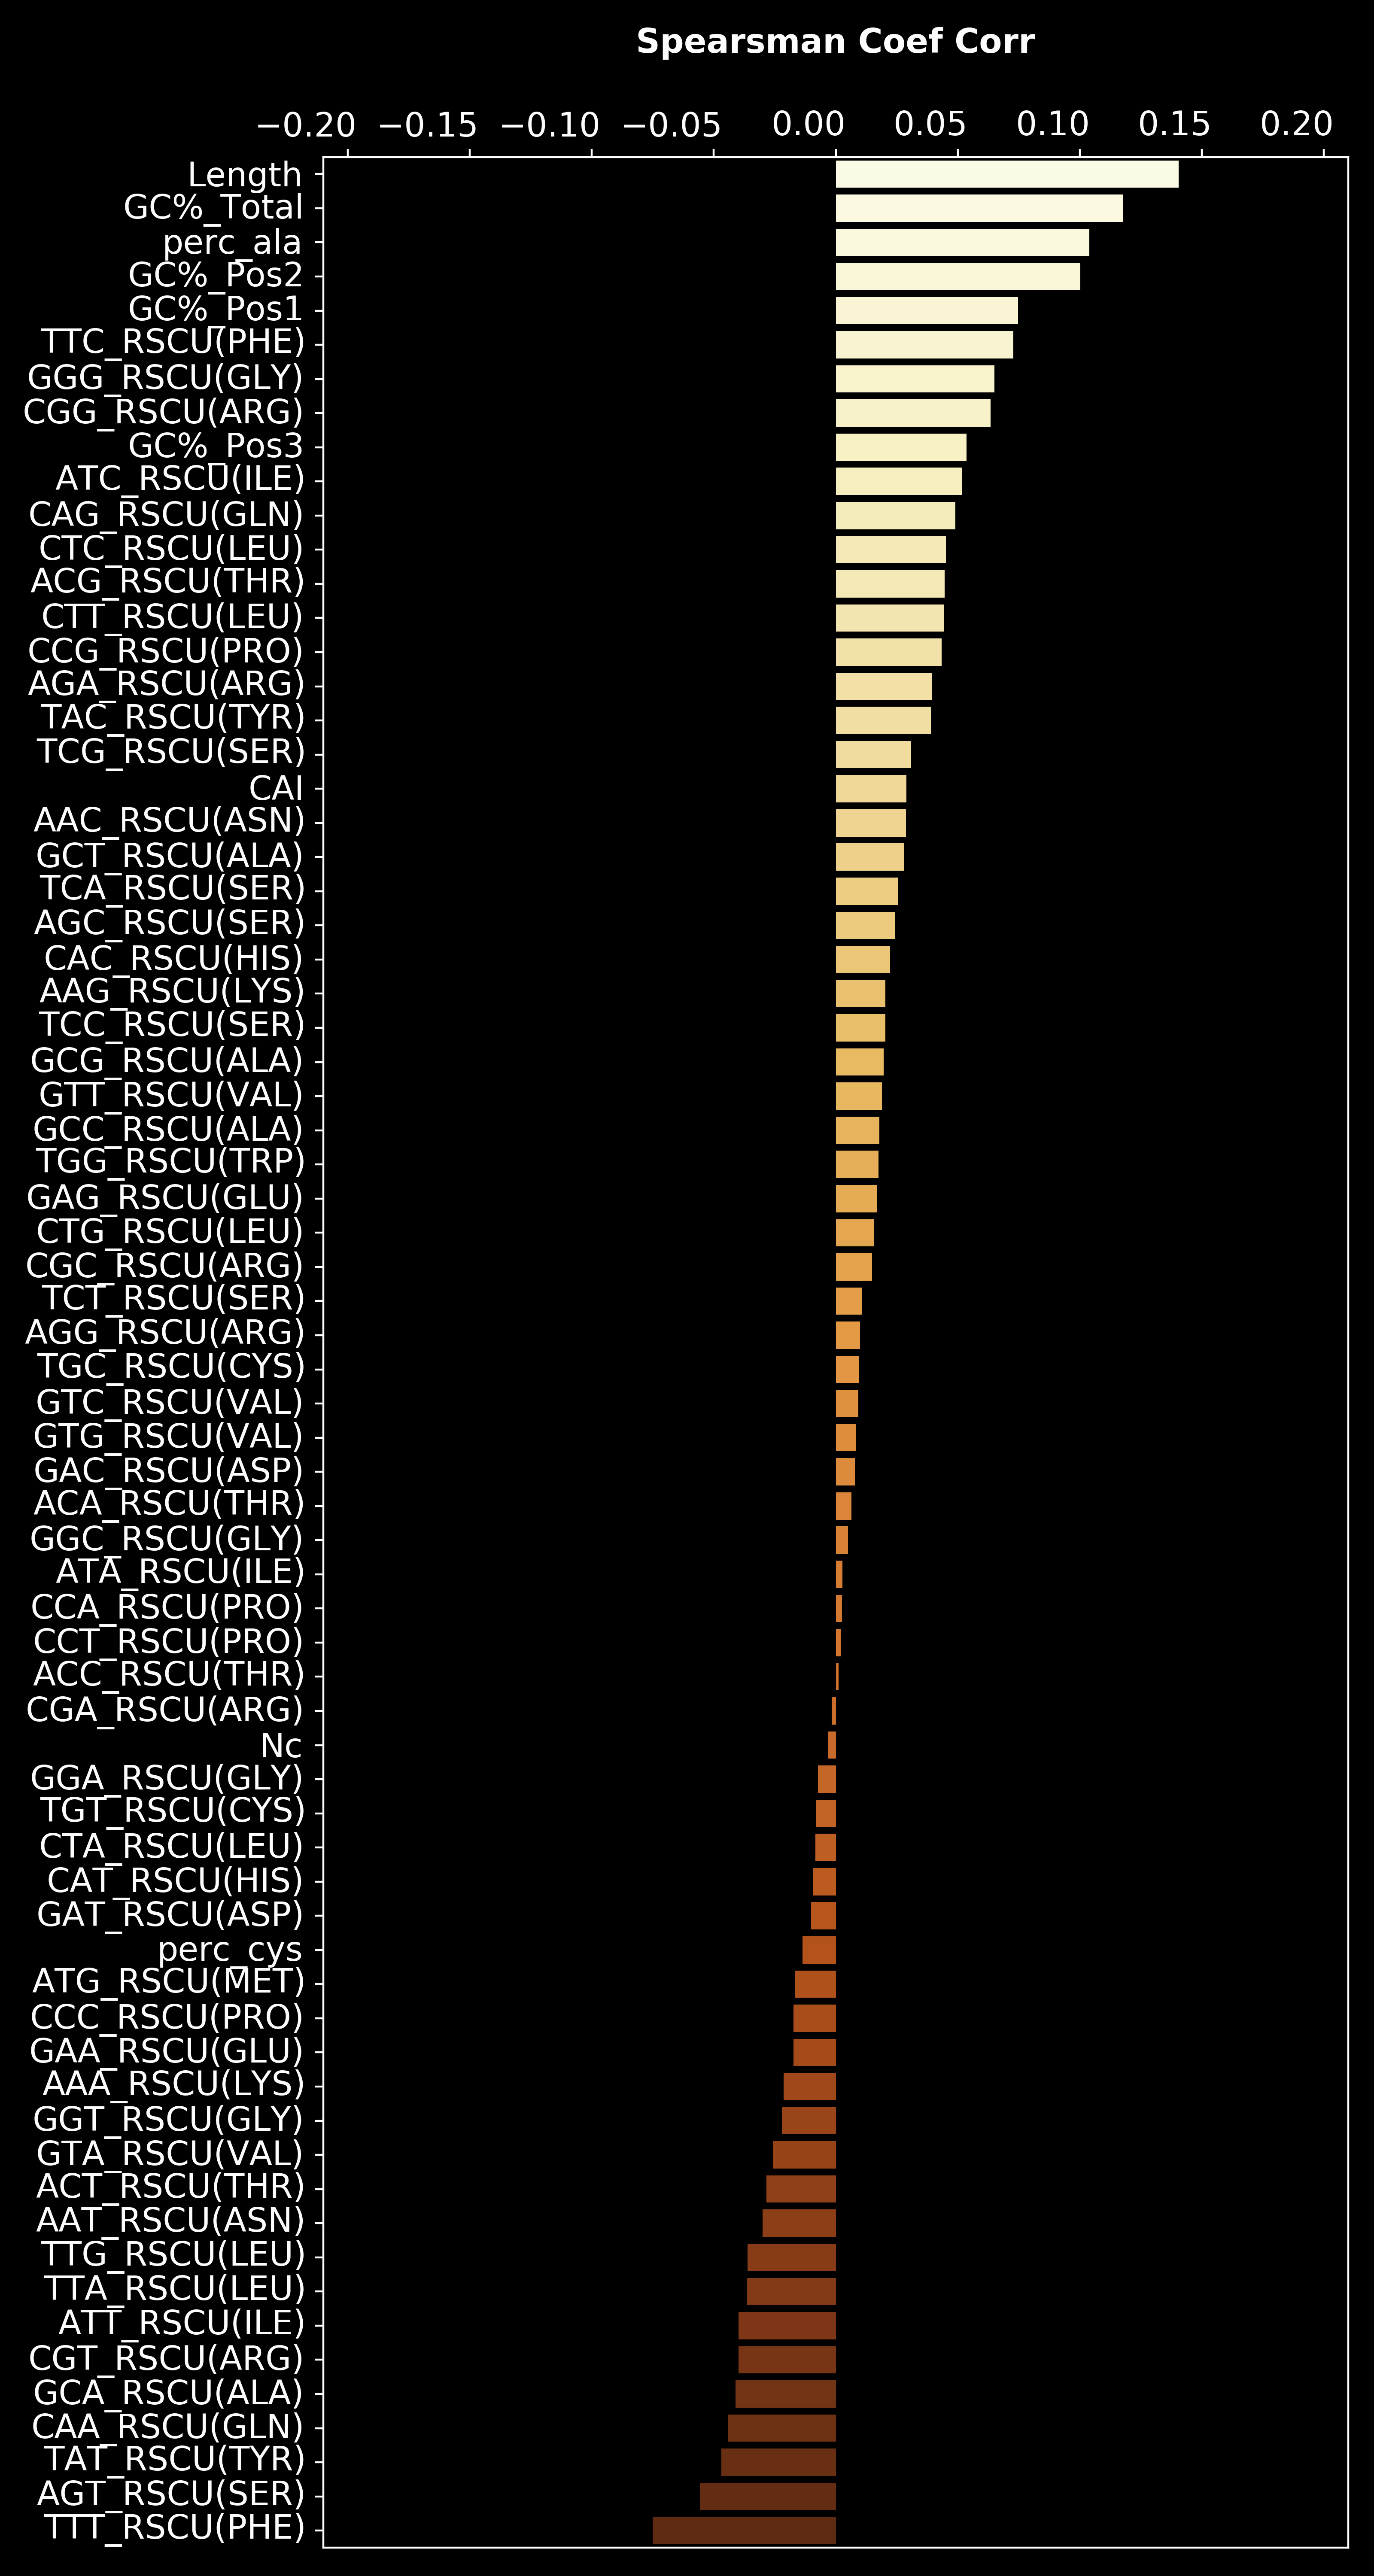 Spearsman Coef Corr
−0.20 −0.15 −0.10 −0.05 0.00 0.05 0.10 0.15 0.20
Length
GC%_Total
perc_ala
GC%_Pos2
GC%_Pos1
TTC_RSCU(PHE)
GGG_RSCU(GLY)
CGG_RSCU(ARG)
GC%_Pos3
ATC_RSCU(ILE)
CAG_RSCU(GLN)
CTC_RSCU(LEU)
ACG_RSCU(THR)
CTT_RSCU(LEU)
CCG_RSCU(PRO)
AGA_RSCU(ARG)
TAC_RSCU(TYR)
TCG_RSCU(SER)
CAI
AAC_RSCU(ASN)
GCT_RSCU(ALA)
TCA_RSCU(SER)
AGC_RSCU(SER)
CAC_RSCU(HIS)
AAG_RSCU(LYS)
TCC_RSCU(SER)
GCG_RSCU(ALA)
GTT_RSCU(VAL)
GCC_RSCU(ALA)
TGG_RSCU(TRP)
GAG_RSCU(GLU)
CTG_RSCU(LEU)
CGC_RSCU(ARG)
TCT_RSCU(SER)
AGG_RSCU(ARG)
TGC_RSCU(CYS)
GTC_RSCU(VAL)
GTG_RSCU(VAL)
GAC_RSCU(ASP)
ACA_RSCU(THR)
GGC_RSCU(GLY)
ATA_RSCU(ILE)
CCA_RSCU(PRO)
CCT_RSCU(PRO)
ACC_RSCU(THR)
CGA_RSCU(ARG)
Nc
GGA_RSCU(GLY)
TGT_RSCU(CYS)
CTA_RSCU(LEU)
CAT_RSCU(HIS)
GAT_RSCU(ASP)
perc_cys
ATG_RSCU(MET)
CCC_RSCU(PRO)
GAA_RSCU(GLU)
AAA_RSCU(LYS)
GGT_RSCU(GLY)
GTA_RSCU(VAL)
ACT_RSCU(THR)
AAT_RSCU(ASN)
TTG_RSCU(LEU)
TTA_RSCU(LEU)
ATT_RSCU(ILE)
CGT_RSCU(ARG)
GCA_RSCU(ALA)
CAA_RSCU(GLN)
TAT_RSCU(TYR)
AGT_RSCU(SER)
TTT_RSCU(PHE)